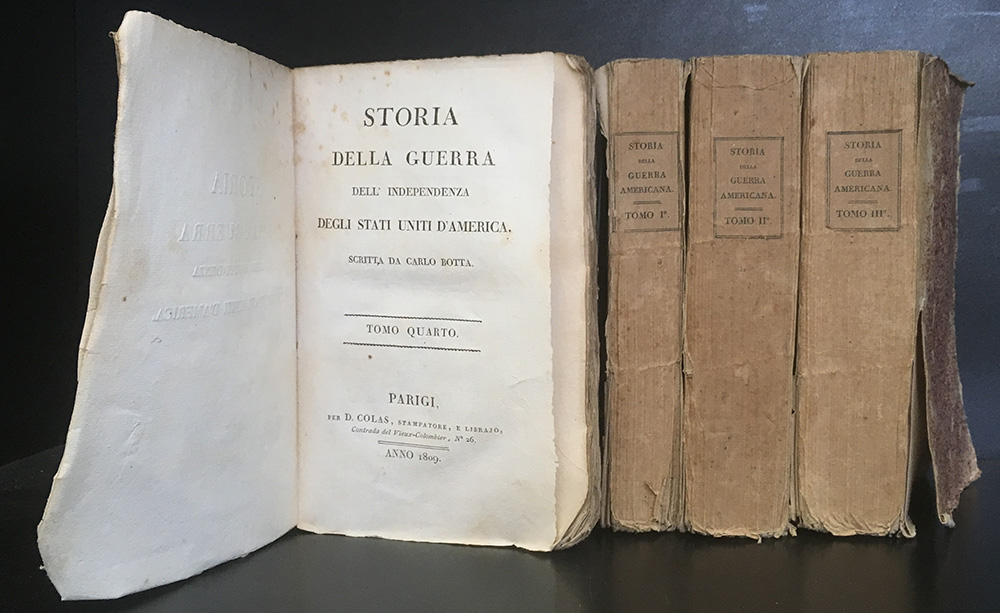 STORIA
DELLA GUERRA
DELL' INDEPENDENZA
DEGLI STATI UNITI D'AMERICA.
SCRITTA DA CARLO BOTTA.
TOMO QUARTO.
PARIGI,
PER D. COLAS, STAMPATORE, E LIBRAJO,
Contrada del Vieux-Colombier, N° 26.
ANNO 1809.
STORIA
DELLA
GUERRA
AMERICANA.
TOMO I°.
STORIA
DELLA
GUERRA
AMERICANA.
TOMO II°.
STORIA
DELLA
GUERRA
AMERICANA.
TOMO III°.